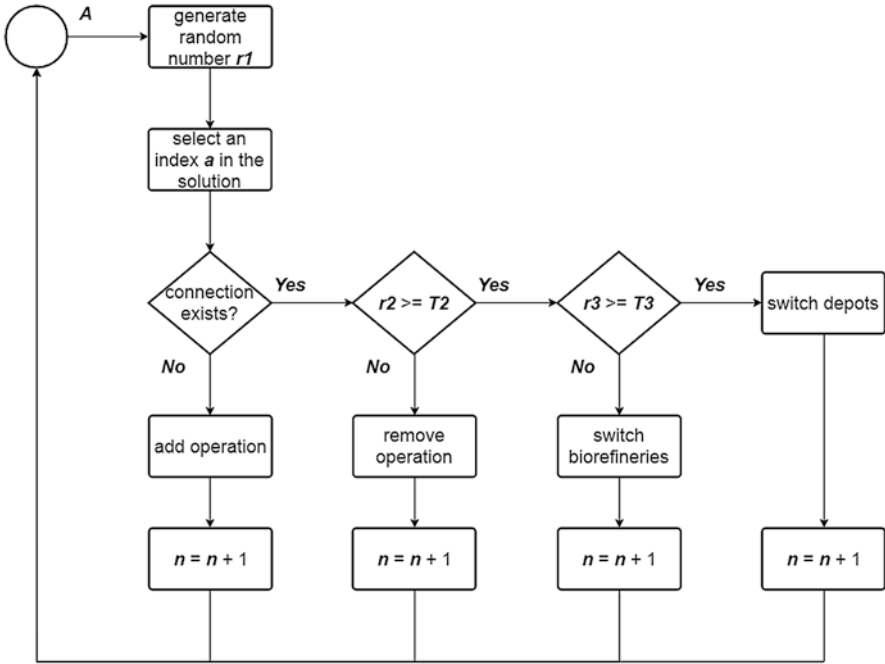 A
generate
random
number r1
select an
index a in the
solution
connection
exists?
Yes
r2 >= T2
Yes
r3 >= T3
Yes
switch depots
No
No
No
add operation
remove
operation
switch
biorefineries
n = n + 1
n = n + 1
n = n + 1
n = n + 1